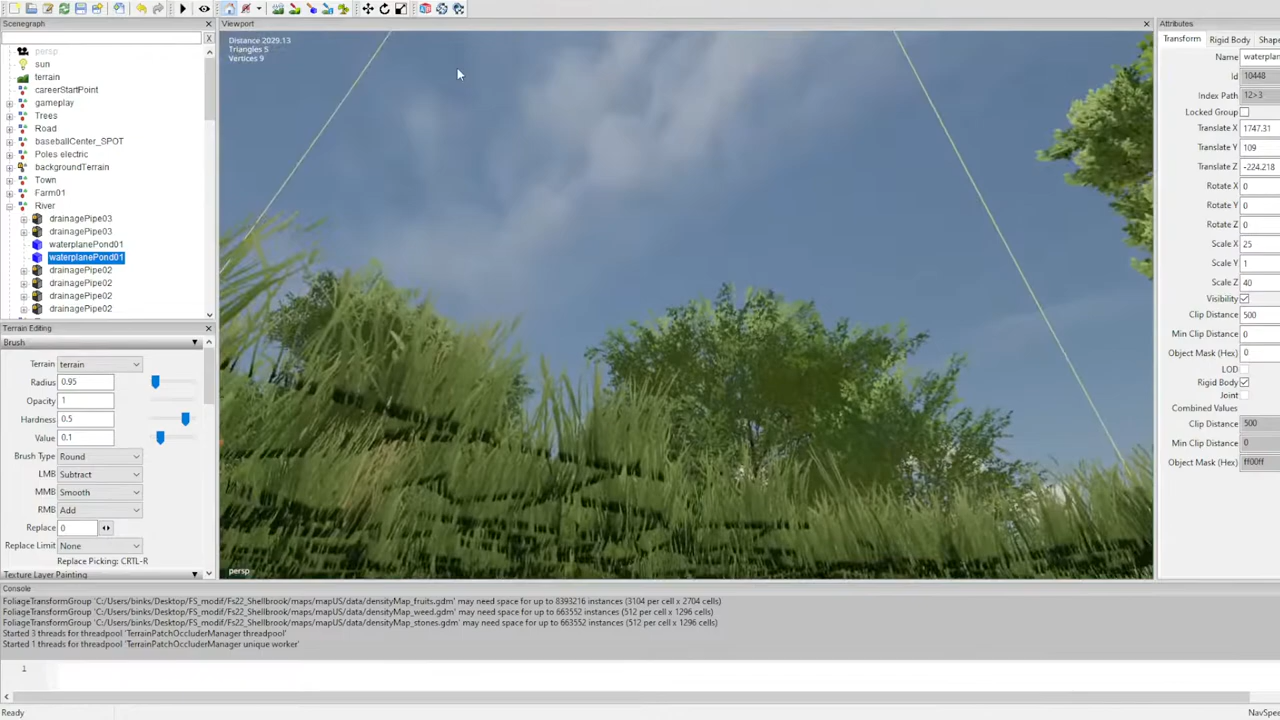 Scenegraph
Viewport
Attributes
X
Transform
Rigid Body
Shape
Distance 2029.13
Triangles 5
Vertices 9
persp
sun
terrain
careerStartPoint
gameplay
Trees
Road
baseballCenter_SPOT
Poles electric
backgroundTerrain
Town
Farm01
River
drainagePipe03
drainagePipe03
waterplanePond01
waterplanePond01
drainagePipe02
drainagePipe02
drainagePipe02
drainagePipe02
Name waterplan
Id 10448
Index Path 12>3
Locked Group
Translate X 1747.31
Translate Y 109
Translate Z -224.218
Rotate X 0
Rotate Y 0
Rotate Z 0
Scale X 25
Scale Y 1
Scale Z 40
Visibility
Clip Distance 500
Min Clip Distance 0
Object Mask (Hex) 0
LOD
Rigid Body
Joint
Combined Values
Clip Distance 500
Min Clip Distance 0
Object Mask (Hex) ff00ff
Terrain Editing
Brush
Terrain terrain
Radius 0.95
Opacity 1
Hardness 0.5
Value 0.1
Brush Type Round
LMB Subtract
MMB Smooth
RMB Add
Replace 0
Replace Limit None
Replace Picking: CRTL-R
Texture Layer Painting
persp
Console
FoliageTransformGroup 'C:/Users/binks/Desktop/FS_modif/Fs22_Shellbrook/maps/mapUS/data/densityMap_fruits.gdm' may need space for up to 8393216 instances (3104 per cell x 2704 cells)
FoliageTransformGroup 'C:/Users/binks/Desktop/FS_modif/Fs22_Shellbrook/maps/mapUS/data/densityMap_weed.gdm' may need space for up to 663552 instances (512 per cell x 1296 cells)
FoliageTransformGroup 'C:/Users/binks/Desktop/FS_modif/Fs22_Shellbrook/maps/mapUS/data/densityMap_stones.gdm' may need space for up to 663552 instances (512 per cell x 1296 cells)
Started 3 threads for threadpool 'TerrainPatchOccluderManager threadpool'
Started 1 threads for threadpool 'TerrainPatchOccluderManager unique worker'
1
Ready
NavSpee